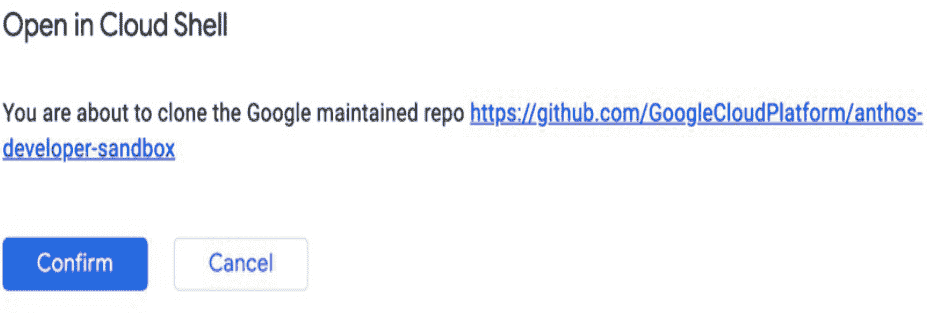 Open in Cloud Shell
You are about to clone the Google maintained repo https://github.com/GoogleCloudPlatform/anthos-
developer-sandbox
Confirm Cancel